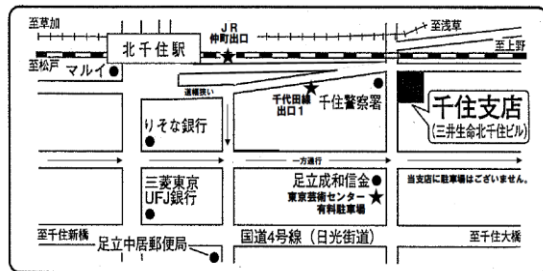 至草加
JR
仲町出口
至浅草
北千住駅
至上野
至松戸
マルイ
道幅狭い
千代田線
出口1
千住警察署
千住支店
(三井生命北千住ビル)
りそな銀行
一方通行
三菱東京
UFJ銀行
足立成和信金
東京芸術センター
有料駐車場
当支店に駐車場はございません。
至千住新橋
足立中居郵便局
国道4号線(日光街道)
至千住大橋